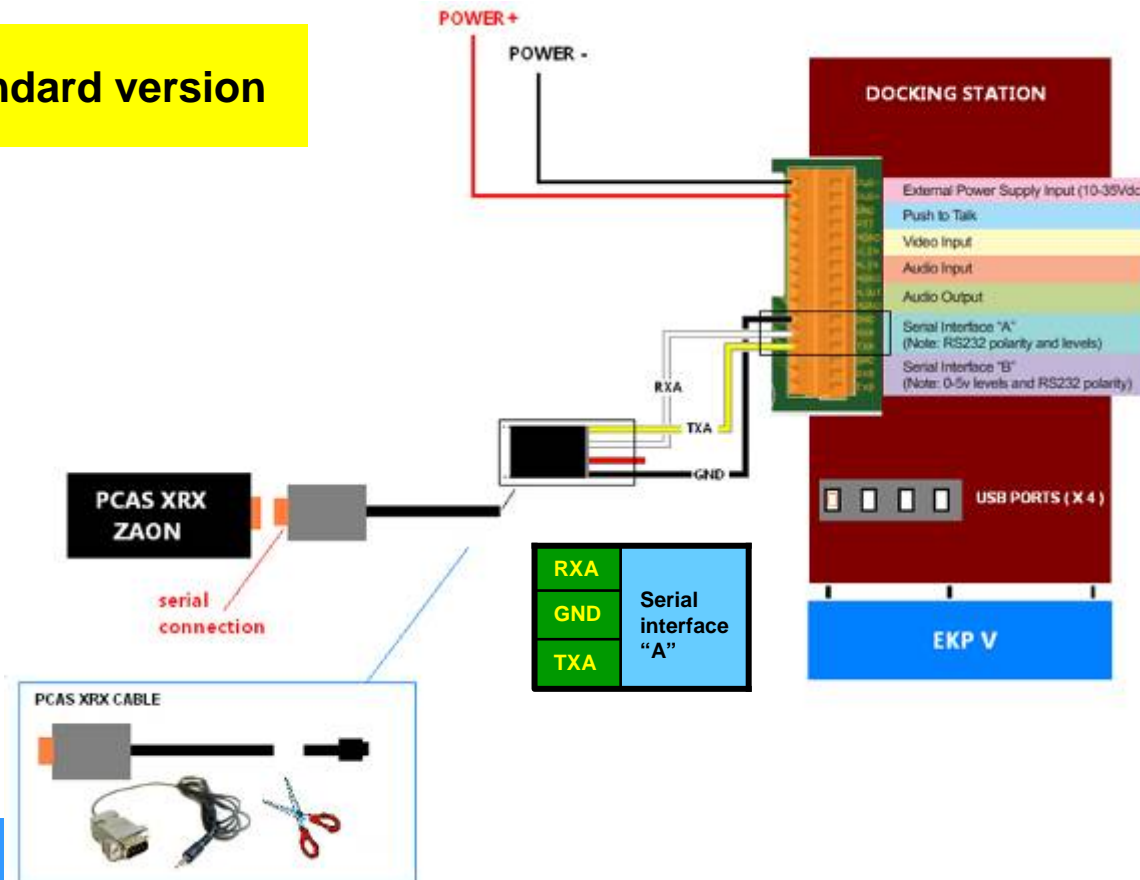 POWER+
POWER -
ndard version
DOCKING STATION
External Power Supply Input (10-35Vdc
Push to Talk
Video Input
Audio Input
Audio Output
Serial Interface "A"
(Note: RS232 polarity and levels)
Serial Interface "B"
(Note: 0-5v levels and RS232 polarity)
RXA
TXA
GND
PCAS XRX
ZAON
USB PORTS ( X 4 )
serial
connection
RXA
GND
TXA
Serial
interface
“A”
EKP V
PCAS XRX CABLE